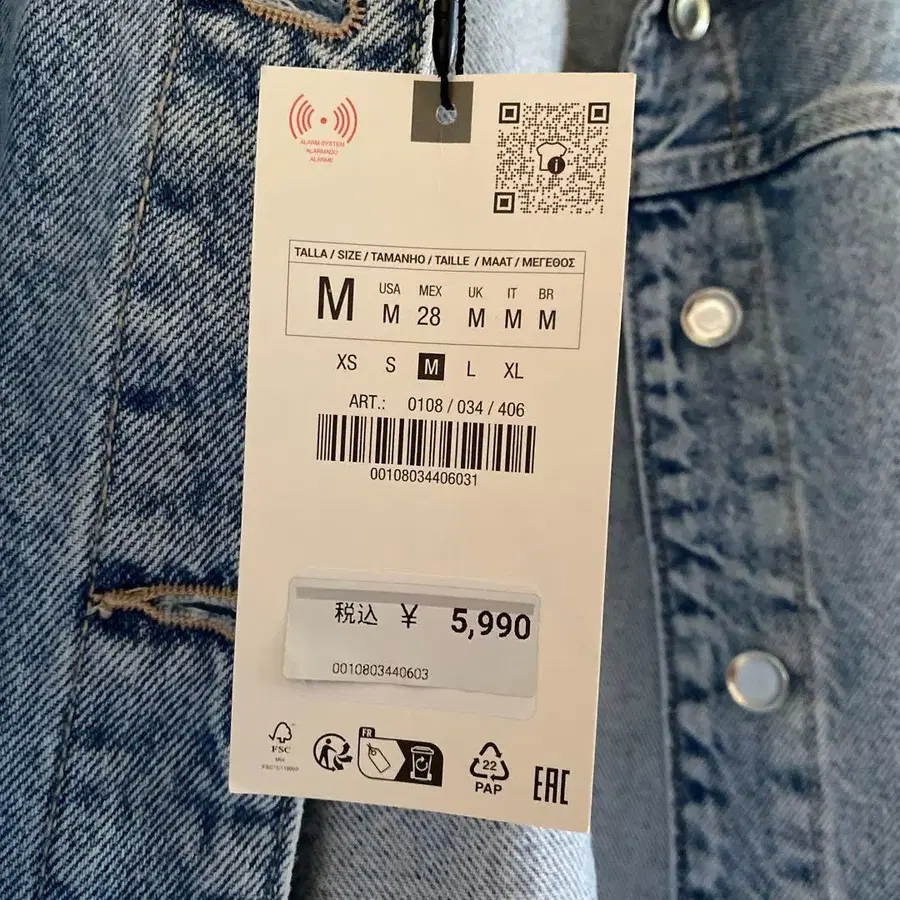 ALARM SYSTEM
ALARMADO
ALARME
TALLA / SIZE / TAMANHO / TAILLE / MAAT / ΜΕΓΕΘΟΣ
M
USA MEX UK IT BR
M 28 M M M
XS S M L XL
ART.: 0108 / 034 / 406
00108034406031
税込 ¥ 5,990
0010803440603
FSC
FR
22
PAP
EAC